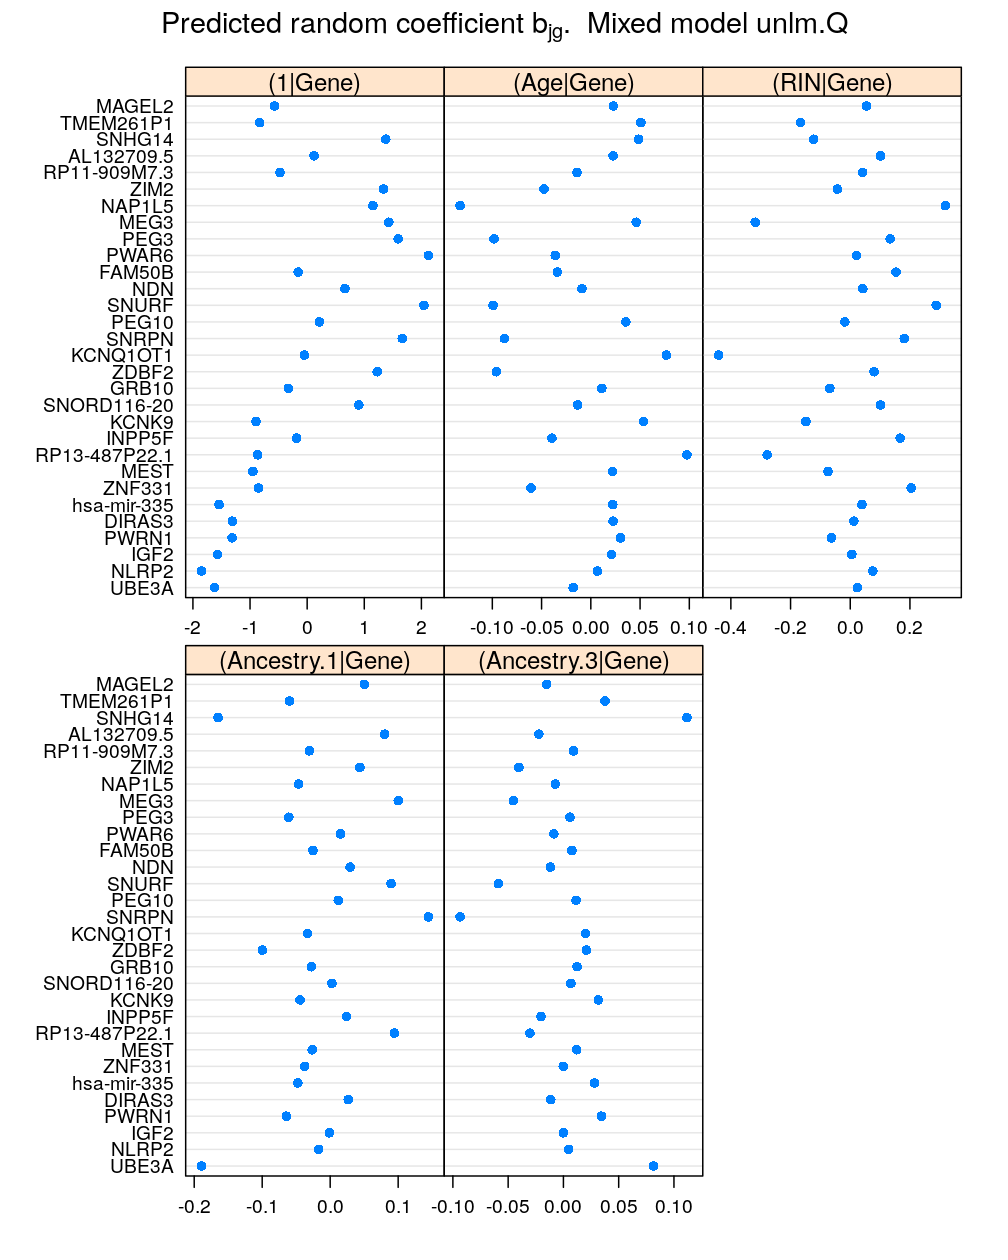 Predicted random coefficient bjg.  Mixed model unlm.Q
(1|Gene) (Age|Gene) (RIN|Gene)
MAGEL2
TMEM261P1
SNHG14
AL132709.5
RP11-909M7.3
ZIM2
NAP1L5
MEG3
PEG3
PWAR6
FAM50B
NDN
SNURF
PEG10
SNRPN
KCNQ1OT1
ZDBF2
GRB10
SNORD116-20
KCNK9
INPP5F
RP13-487P22.1
MEST
ZNF331
hsa-mir-335
DIRAS3
PWRN1
IGF2
NLRP2
UBE3A
-2 -1 0 1 2 -0.10 -0.05 0.00 0.05 0.10 -0.4 -0.2 0.0 0.2
(Ancestry.1|Gene) (Ancestry.3|Gene)
MAGEL2
TMEM261P1
SNHG14
AL132709.5
RP11-909M7.3
ZIM2
NAP1L5
MEG3
PEG3
PWAR6
FAM50B
NDN
SNURF
PEG10
SNRPN
KCNQ1OT1
ZDBF2
GRB10
SNORD116-20
KCNK9
INPP5F
RP13-487P22.1
MEST
ZNF331
hsa-mir-335
DIRAS3
PWRN1
IGF2
NLRP2
UBE3A
-0.2 -0.1 0.0 0.1 -0.10 -0.05 0.00 0.05 0.10